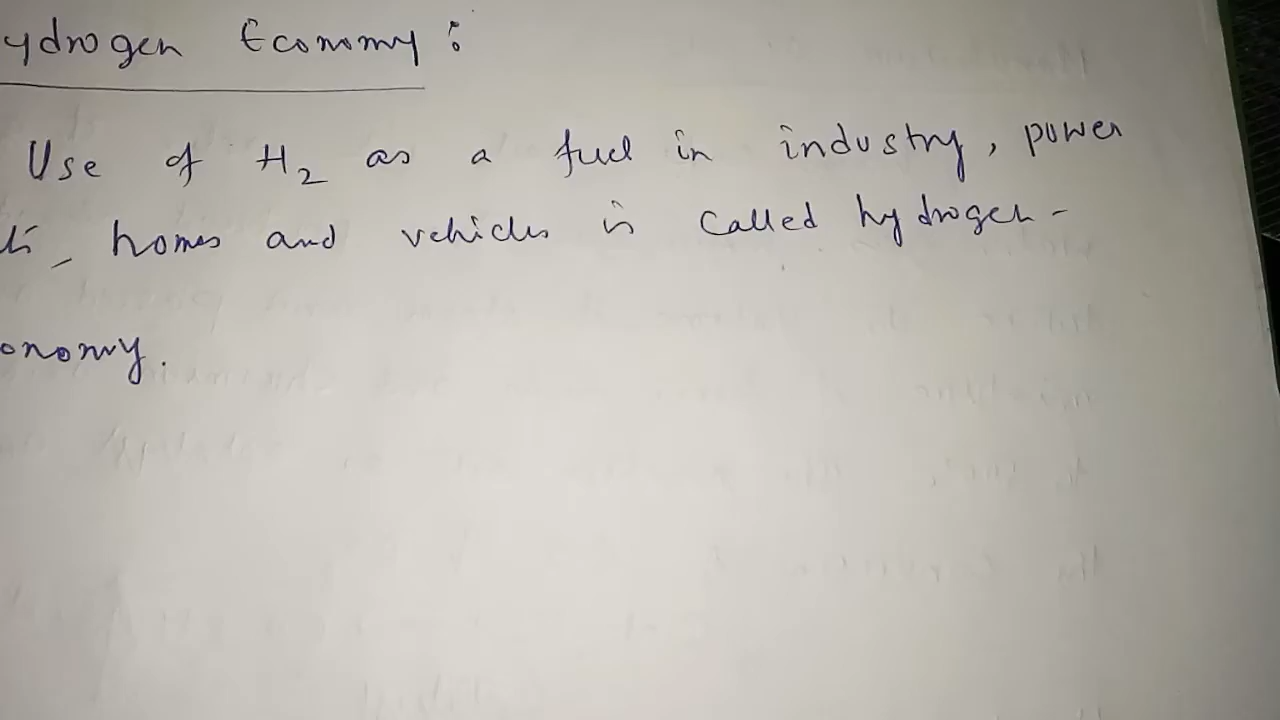 ydrogen Economy :
Use of H₂ as a fuel in industry, power
homes and vehicles is called hydrogen -
onomy.